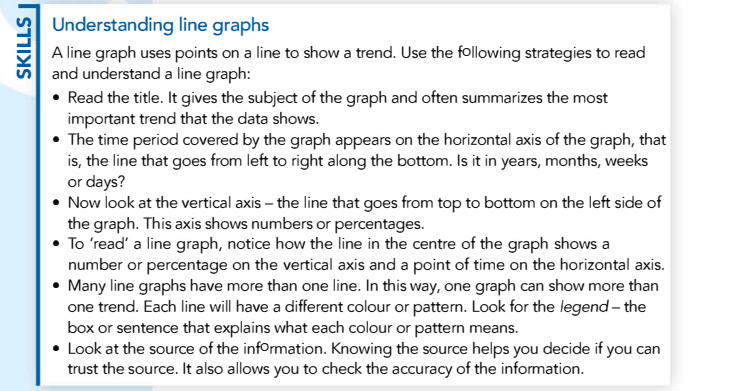 SKILLS
Understanding line graphs
A line graph uses points on a line to show a trend. Use the following strategies to read
and understand a line graph:
• Read the title. It gives the subject of the graph and often summarizes the most
important trend that the data shows.
• The time period covered by the graph appears on the horizontal axis of the graph, that
is, the line that goes from left to right along the bottom. Is it in years, months, weeks
or days?
• Now look at the vertical axis – the line that goes from top to bottom on the left side of
the graph. This axis shows numbers or percentages.
• To ‘read’ a line graph, notice how the line in the centre of the graph shows a
number or percentage on the vertical axis and a point of time on the horizontal axis.
• Many line graphs have more than one line. In this way, one graph can show more than
one trend. Each line will have a different colour or pattern. Look for the legend – the
box or sentence that explains what each colour or pattern means.
• Look at the source of the information. Knowing the source helps you decide if you can
trust the source. It also allows you to check the accuracy of the information.